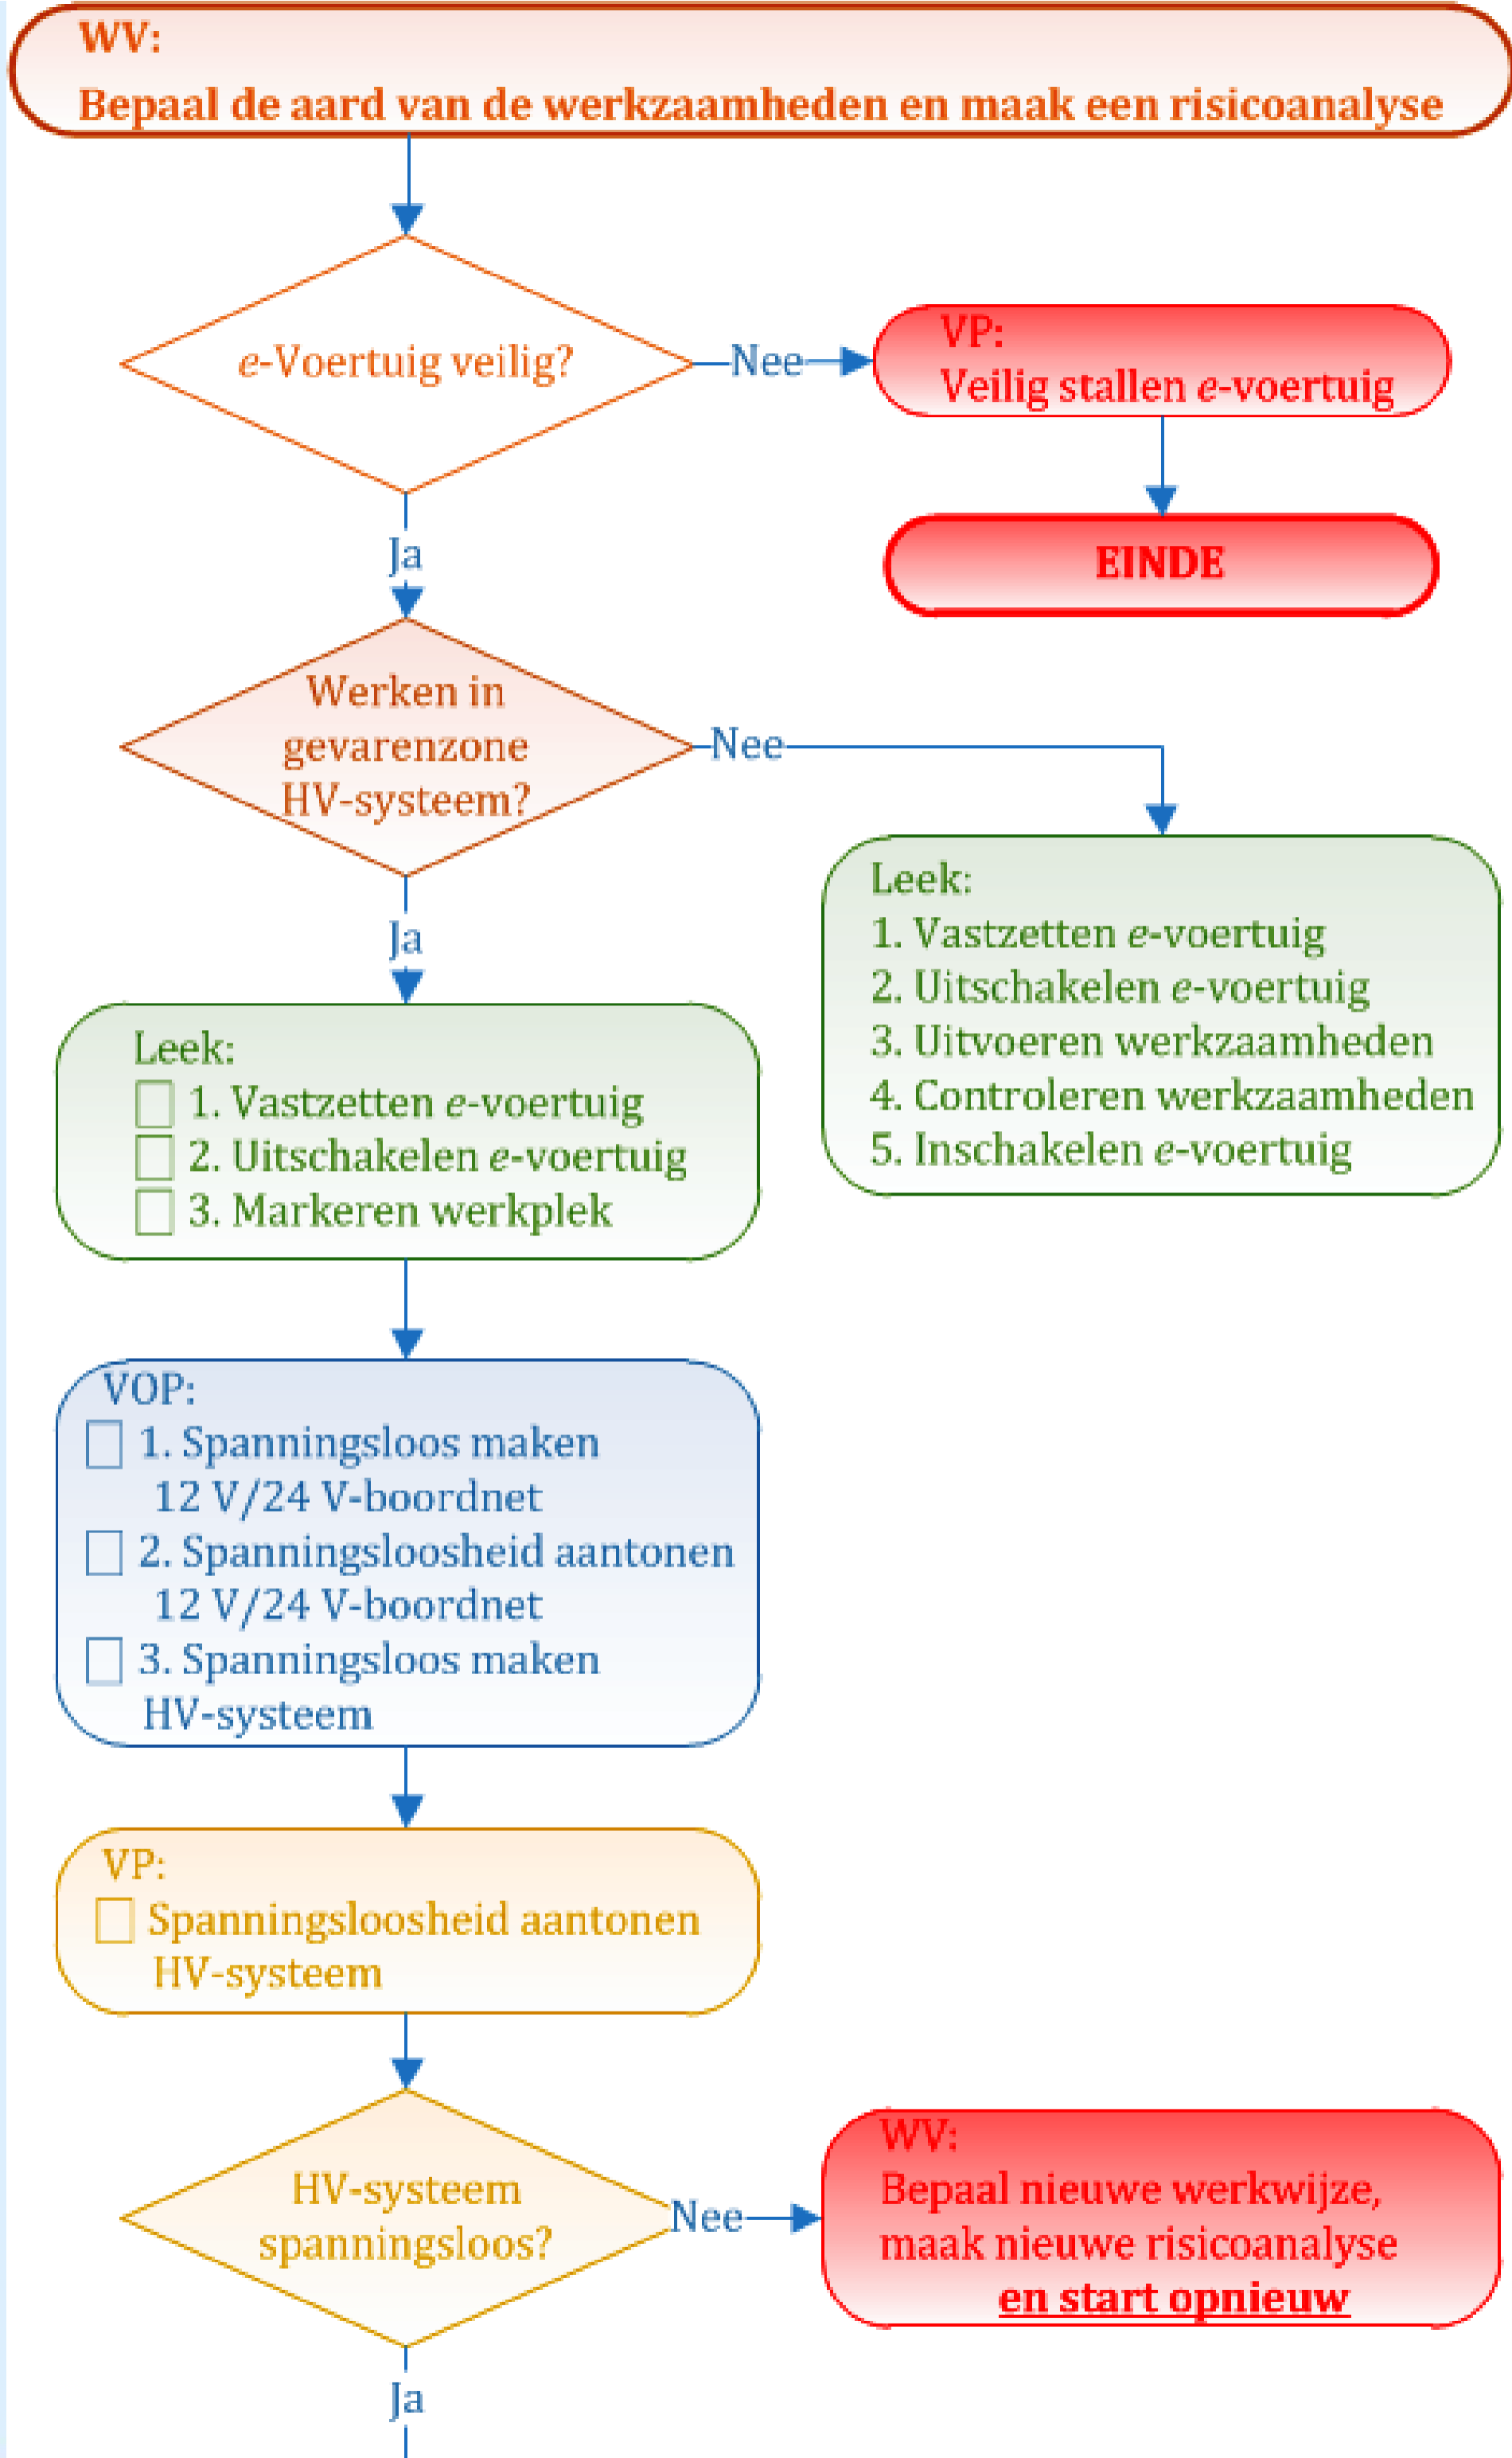 WV:
Bepaal de aard van de werkzaamheden en maak een risicoanalyse
e-Voertuig veilig?
Nee
VP:
Veilig stallen e-voertuig
EINDE
Ja
Werken in
gevarenzone
HV-systeem?
Nee
Leek:
1. Vastzetten e-voertuig
2. Uitschakelen e-voertuig
3. Uitvoeren werkzaamheden
4. Controleren werkzaamheden
5. Inschakelen e-voertuig
Ja
Leek:
1. Vastzetten e-voertuig
2. Uitschakelen e-voertuig
3. Markeren werkplek
VOP:
1. Spanningsloos maken
12 V/24 V-boordnet
2. Spanningsloosheid aantonen
12 V/24 V-boordnet
3. Spanningsloos maken
HV-systeem
VP:
Spanningsloosheid aantonen
HV-systeem
HV-systeem
spanningsloos?
Nee
WV:
Bepaal nieuwe werkwijze,
maak nieuwe risicoanalyse
en start opnieuw
Ja